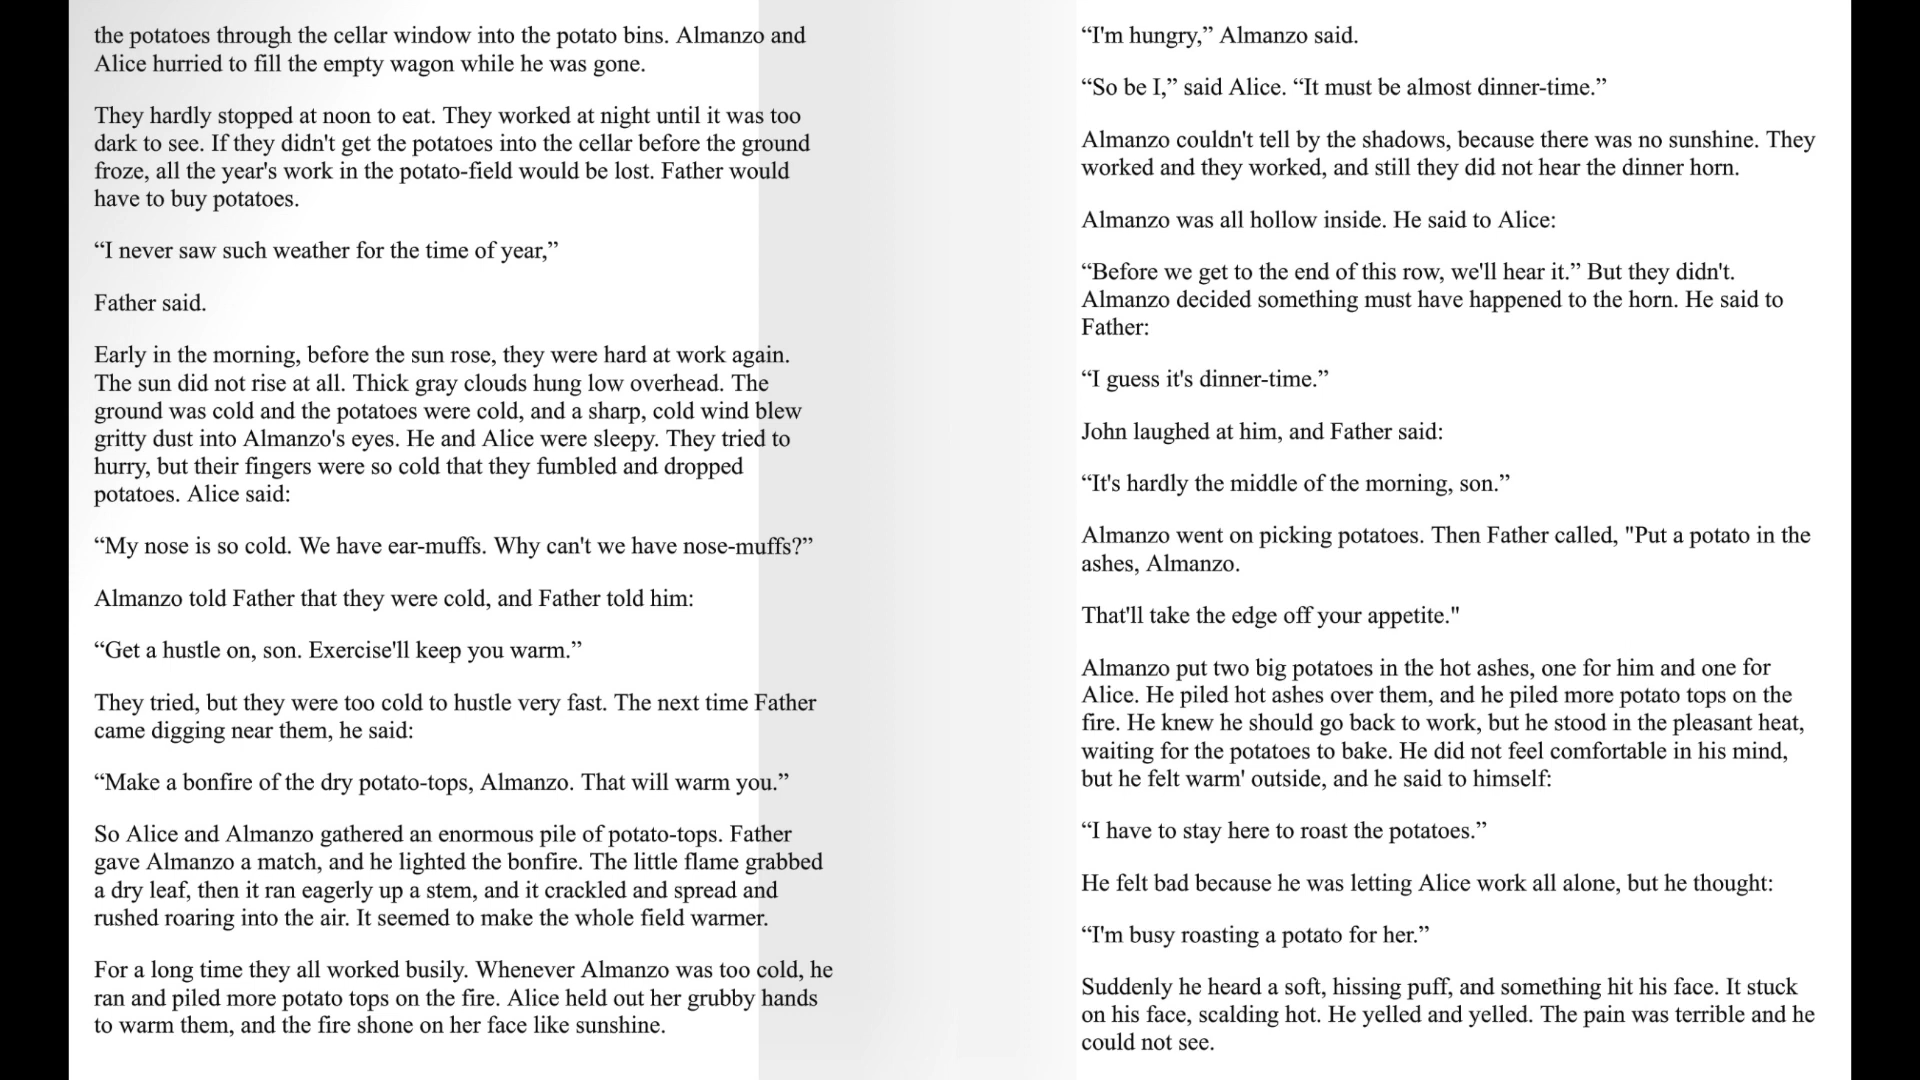 the potatoes through the cellar window into the potato bins. Almanzo and
Alice hurried to fill the empty wagon while he was gone.
They hardly stopped at noon to eat. They worked at night until it was too
dark to see. If they didn't get the potatoes into the cellar before the ground
froze, all the year's work in the potato-field would be lost. Father would
have to buy potatoes.
“I never saw such weather for the time of year,”
Father said.
Early in the morning, before the sun rose, they were hard at work again.
The sun did not rise at all. Thick gray clouds hung low overhead. The
ground was cold and the potatoes were cold, and a sharp, cold wind blew
gritty dust into Almanzo's eyes. He and Alice were sleepy. They tried to
hurry, but their fingers were so cold that they fumbled and dropped
potatoes. Alice said:
“My nose is so cold. We have ear-muffs. Why can't we have nose-muffs?”
Almanzo told Father that they were cold, and Father told him:
“Get a hustle on, son. Exercise'll keep you warm.”
They tried, but they were too cold to hustle very fast. The next time Father
came digging near them, he said:
“Make a bonfire of the dry potato-tops, Almanzo. That will warm you.”
So Alice and Almanzo gathered an enormous pile of potato-tops. Father
gave Almanzo a match, and he lighted the bonfire. The little flame grabbed
a dry leaf, then it ran eagerly up a stem, and it crackled and spread and
rushed roaring into the air. It seemed to make the whole field warmer.
For a long time they all worked busily. Whenever Almanzo was too cold, he
ran and piled more potato tops on the fire. Alice held out her grubby hands
to warm them, and the fire shone on her face like sunshine.
“I'm hungry,” Almanzo said.
“So be I,” said Alice. “It must be almost dinner-time.”
Almanzo couldn't tell by the shadows, because there was no sunshine. They
worked and they worked, and still they did not hear the dinner horn.
Almanzo was all hollow inside. He said to Alice:
“Before we get to the end of this row, we'll hear it.” But they didn't.
Almanzo decided something must have happened to the horn. He said to
Father:
“I guess it's dinner-time.”
John laughed at him, and Father said:
“It's hardly the middle of the morning, son.”
Almanzo went on picking potatoes. Then Father called, "Put a potato in the
ashes, Almanzo.
That'll take the edge off your appetite."
Almanzo put two big potatoes in the hot ashes, one for him and one for
Alice. He piled hot ashes over them, and he piled more potato tops on the
fire. He knew he should go back to work, but he stood in the pleasant heat,
waiting for the potatoes to bake. He did not feel comfortable in his mind,
but he felt warm' outside, and he said to himself:
“I have to stay here to roast the potatoes.”
He felt bad because he was letting Alice work all alone, but he thought:
“I'm busy roasting a potato for her.”
Suddenly he heard a soft, hissing puff, and something hit his face. It stuck
on his face, scalding hot. He yelled and yelled. The pain was terrible and he
could not see.